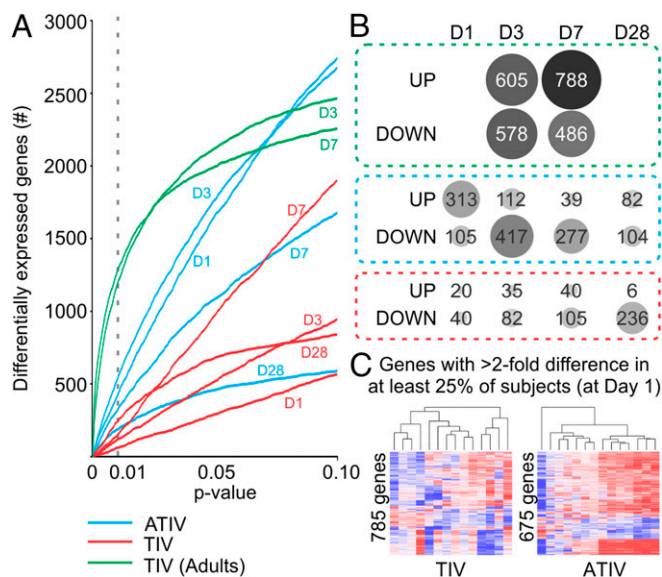 A
3000
2500
2000
1500
1000
500
0
0.01
0.05
0.10
Differentially expressed genes (#)
p-value
D3
D7
D3
D1
D7
D7
D3
D28
D28
D1
ATIV
TIV
TIV (Adults)
B
D1 D3 D7 D28
UP 605 788
DOWN 578 486
UP 313 112 39 82
DOWN 105 417 277 104
UP 20 35 40 6
DOWN 40 82 105 236
C Genes with >2-fold difference in
at least 25% of subjects (at Day 1)
785 genes
TIV
675 genes
ATIV